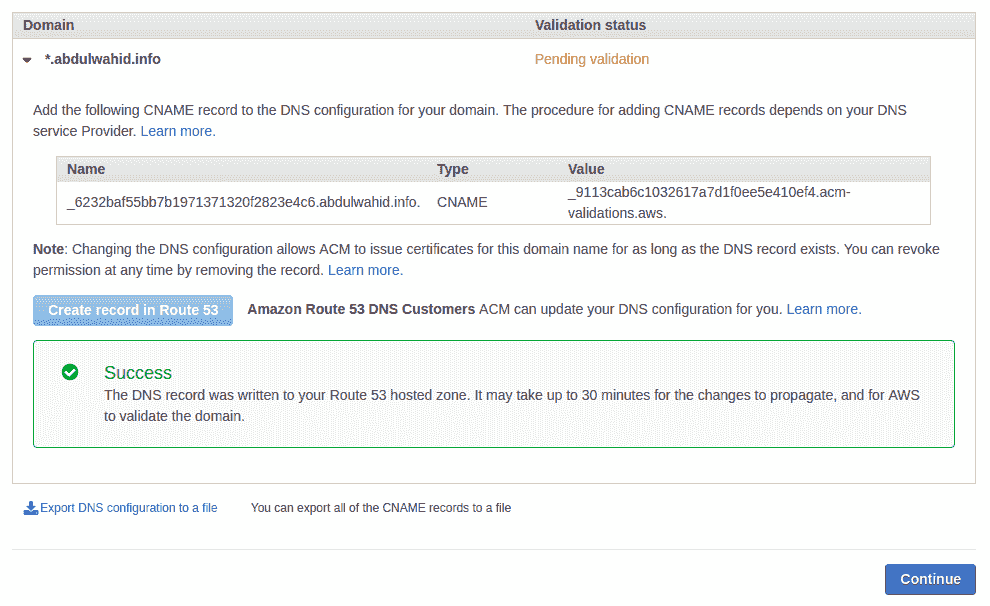 Domain Validation status
*.abdulwahid.info Pending validation
Add the following CNAME record to the DNS configuration for your domain. The procedure for adding CNAME records depends on your DNS
service Provider. Learn more.
Name Type Value
_6232baf55bb7b1971371320f2823e4c6.abdulwahid.info. CNAME _9113cab6c1032617a7d1f0ee5e410ef4.acm-
validations.aws.
Note: Changing the DNS configuration allows ACM to issue certificates for this domain name for as long as the DNS record exists. You can revoke
permission at any time by removing the record. Learn more.
Create record in Route 53 Amazon Route 53 DNS Customers ACM can update your DNS configuration for you. Learn more.
Success
The DNS record was written to your Route 53 hosted zone. It may take up to 30 minutes for the changes to propagate, and for AWS
to validate the domain.
Export DNS configuration to a file You can export all of the CNAME records to a file
Continue